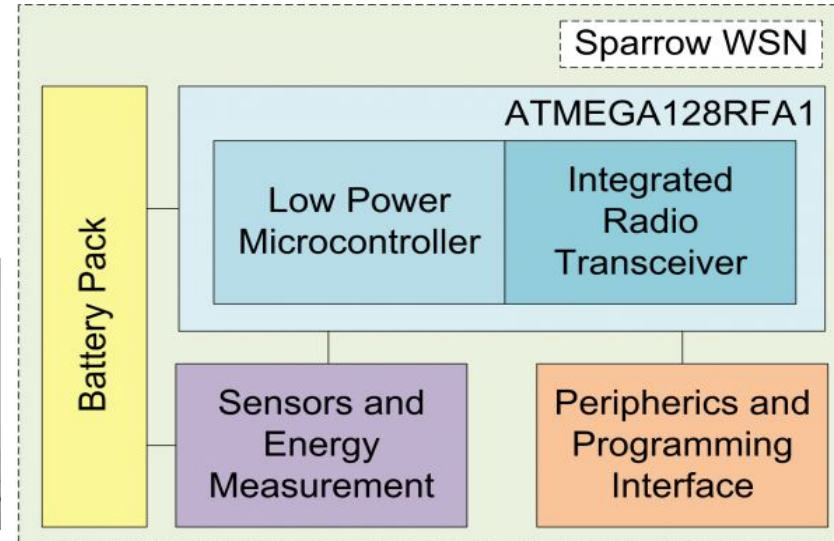 Sparrow WSN
ATMEGA128RFA1
Battery Pack
Low Power
Microcontroller
Integrated
Radio
Transceiver
Sensors and
Energy
Measurement
Peripherics and
Programming
Interface